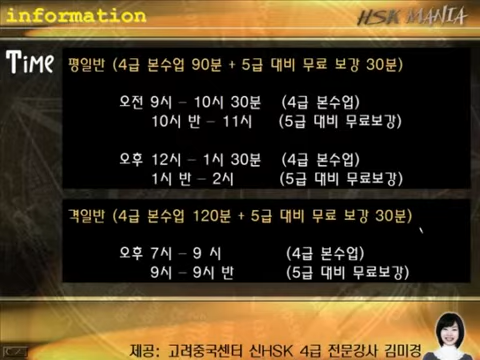 information
HSK MANIA
TIME
평일반 (4급 본수업 90분 + 5급 대비 무료 보강 30분)
오전 9시 – 10시 30분 (4급 본수업)
10시 반 – 11시 (5급 대비 무료보강)
오후 12시 – 1시 30분 (4급 본수업)
1시 반 – 2시 (5급 대비 무료보강)
격일반 (4급 본수업 120분 + 5급 대비 무료 보강 30분)
오후 7시 – 9 시 (4급 본수업)
9시 – 9시 반 (5급 대비 무료보강)
제공: 고려중국센터 신HSK 4급 전문강사 김미경